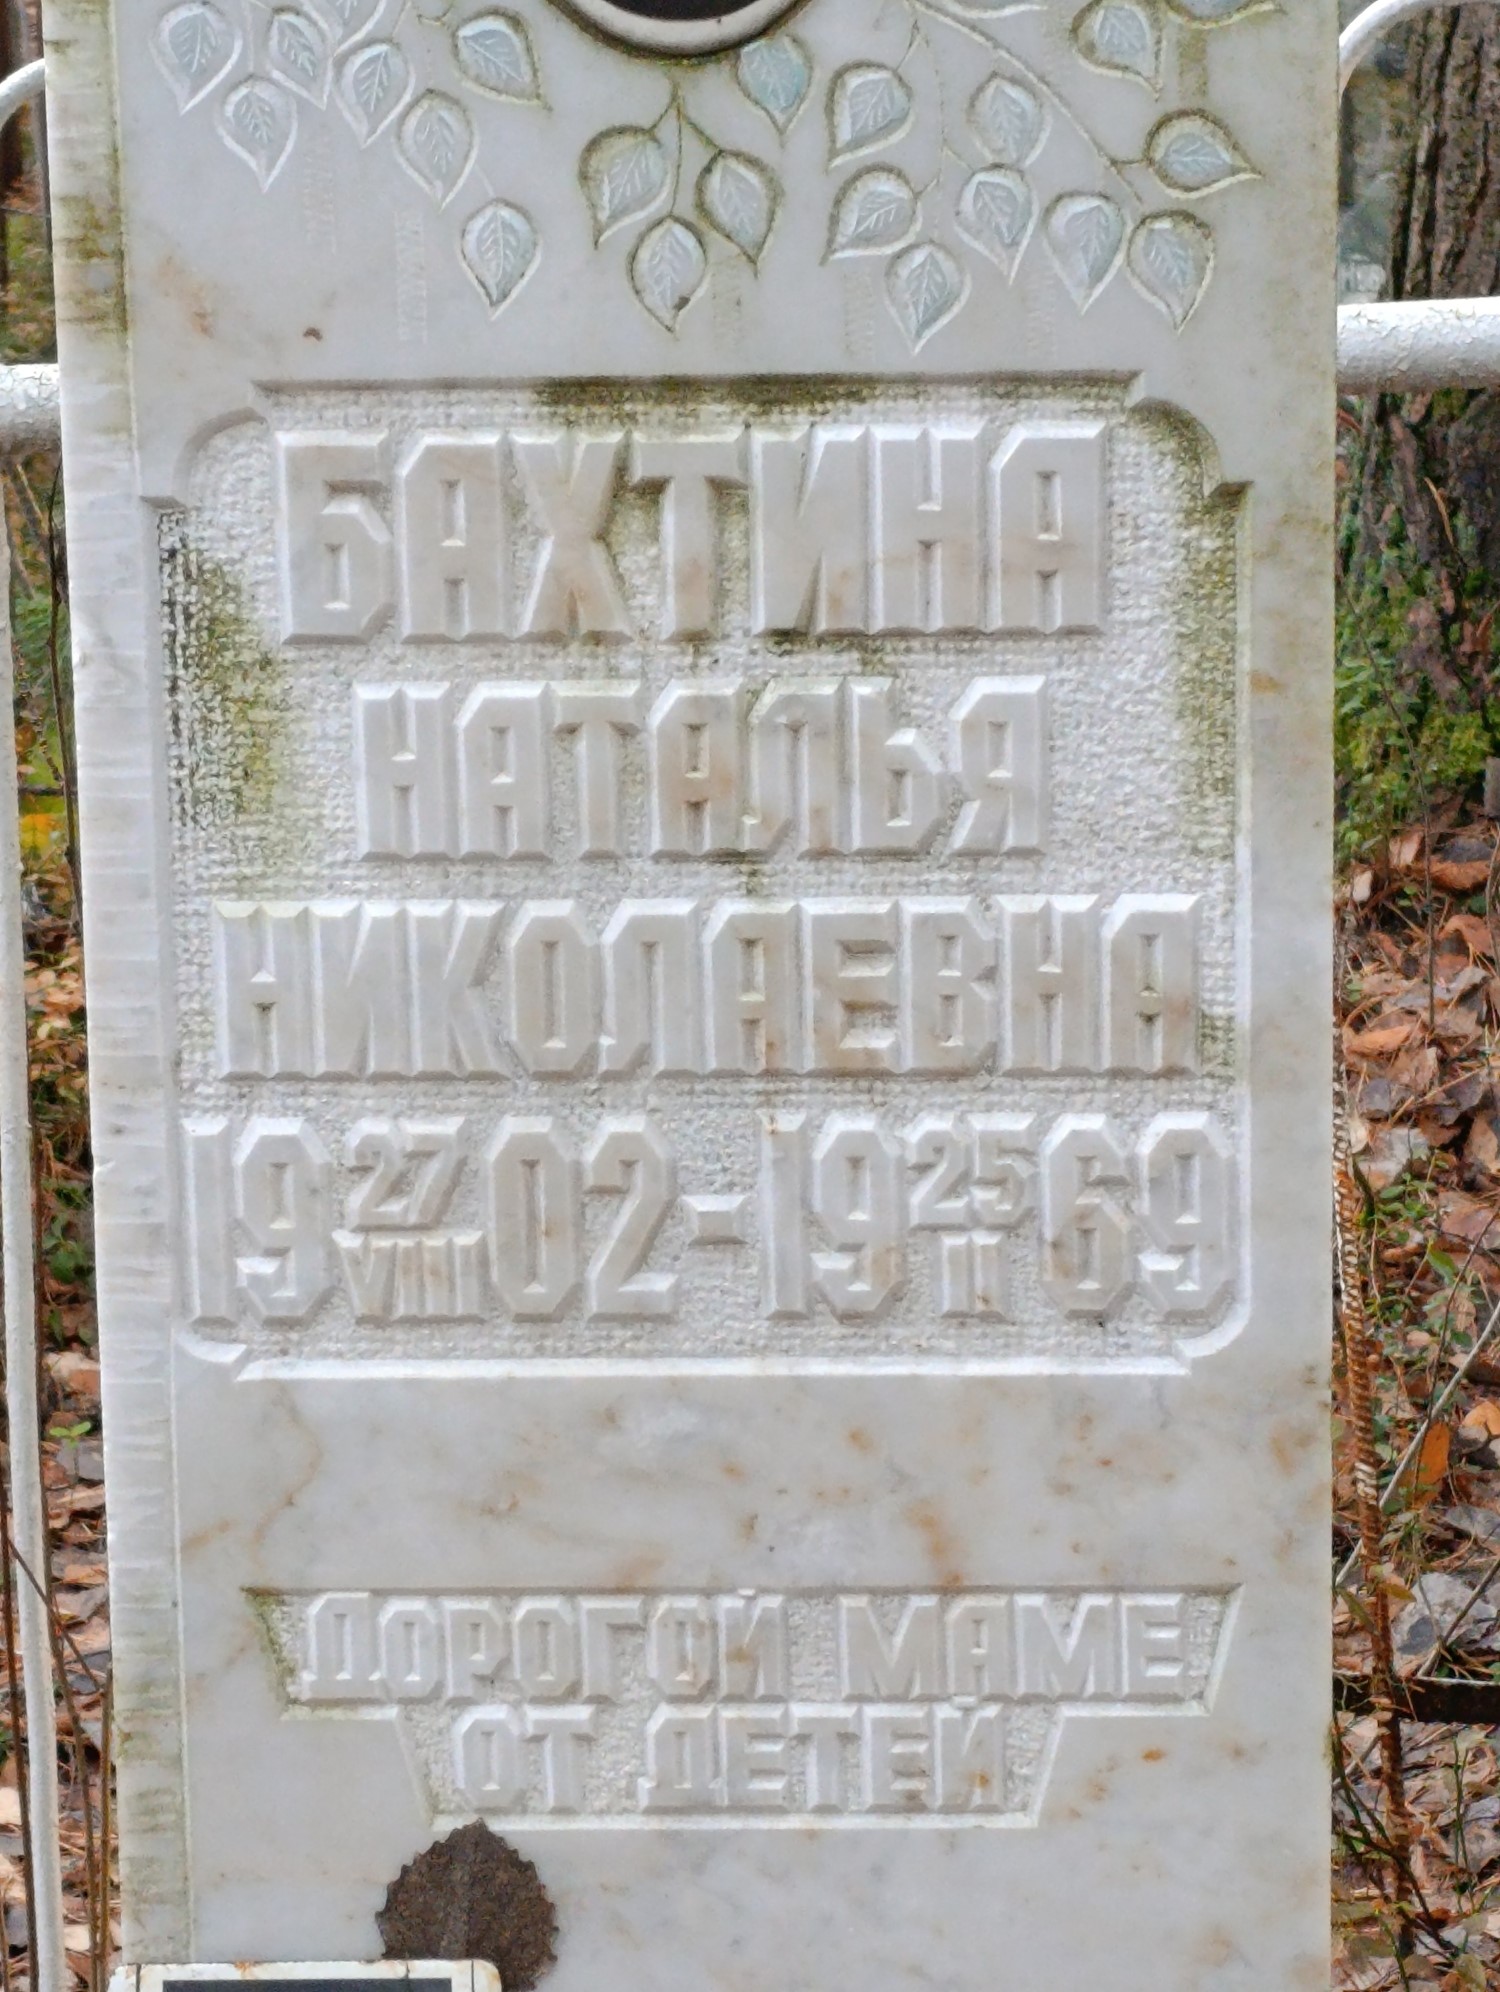 БАХТИНА
НАТАЛЬЯ
НИКОЛАЕВНА
19 27/VIII 02 - 19 25/II 69
ДОРОГОЙ МАМЕ
ОТ ДЕТЕЙ